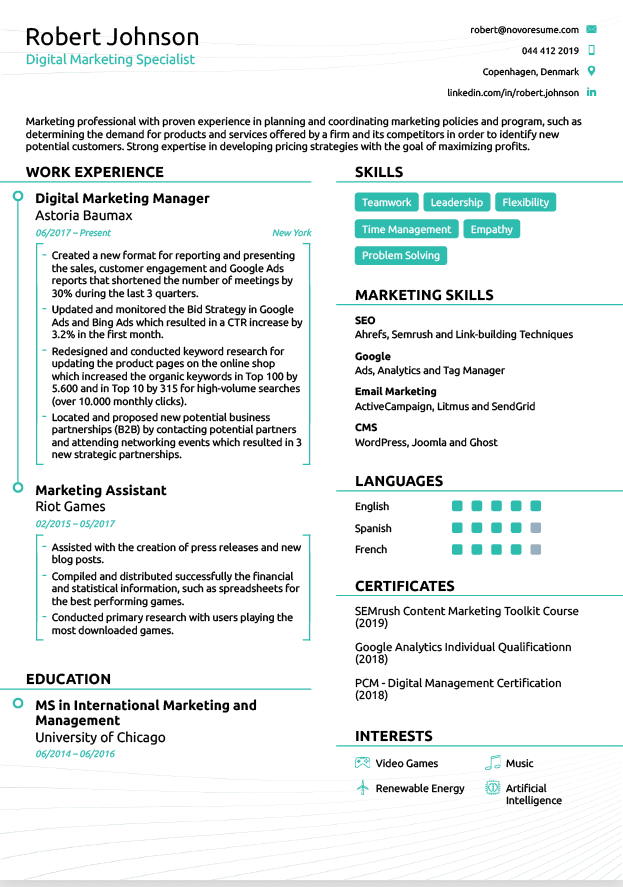 Robert Johnson
Digital Marketing Specialist
robert@novoresume.com
044 412 2019
Copenhagen, Denmark
linkedin.com/in/robert.johnson
Marketing professional with proven experience in planning and coordinating marketing policies and program, such as
determining the demand for products and services offered by a firm and its competitors in order to identify new
potential customers. Strong expertise in developing pricing strategies with the goal of maximizing profits.
WORK EXPERIENCE
Digital Marketing Manager
Astoria Baumax
06/2017 – Present New York
- Created a new format for reporting and presenting
the sales, customer engagement and Google Ads
reports that shortened the number of meetings by
30% during the last 3 quarters.
- Updated and monitored the Bid Strategy in Google
Ads and Bing Ads which resulted in a CTR increase by
3.2% in the first month.
- Redesigned and conducted keyword research for
updating the product pages on the online shop
which increased the organic keywords in Top 100 by
5.600 and in Top 10 by 315 for high-volume searches
(over 10.000 monthly clicks).
- Located and proposed new potential business
partnerships (B2B) by contacting potential partners
and attending networking events which resulted in 3
new strategic partnerships.
Marketing Assistant
Riot Games
02/2015 – 05/2017
- Assisted with the creation of press releases and new
blog posts.
- Compiled and distributed successfully the financial
and statistical information, such as spreadsheets for
the best performing games.
- Conducted primary research with users playing the
most downloaded games.
EDUCATION
MS in International Marketing and
Management
University of Chicago
06/2014 – 06/2016
SKILLS
Teamwork Leadership Flexibility
Time Management Empathy
Problem Solving
MARKETING SKILLS
SEO
Ahrefs, Semrush and Link-building Techniques
Google
Ads, Analytics and Tag Manager
Email Marketing
ActiveCampaign, Litmus and SendGrid
CMS
WordPress, Joomla and Ghost
LANGUAGES
English
Spanish
French
CERTIFICATES
SEMrush Content Marketing Toolkit Course
(2019)
Google Analytics Individual Qualificationn
(2018)
PCM - Digital Management Certification
(2018)
INTERESTS
Video Games Music
Renewable Energy Artificial
Intelligence